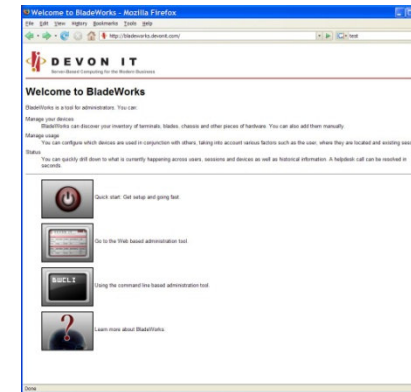 Welcome to BladeWorks - Mozilla Firefox
File Edit View History Bookmarks Tools Help
http://bladeworks.devonit.com/
test
DEVON IT
Server-Based Computing for the Modern Business.
Welcome to BladeWorks
BladeWorks is a tool for administrators. You can:
Manage your devices
BladeWorks can discover your inventory of terminals, blades, chassis and other pieces of hardware. You can also add them manually.
Manage usage
You can configure which devices are used in conjunction with others, taking into account various factors such as the user, where they are located and existing
Status
You can quickly drill down to what is currently happening across users, sessions and devices as well as historical information. A helpdesk call can be resolved in
seconds.
Quick start. Get setup and going fast
Go to the Web based administration tool.
BWCLI
Using the command line based administration tool.
Learn more about BladeWorks.
Done